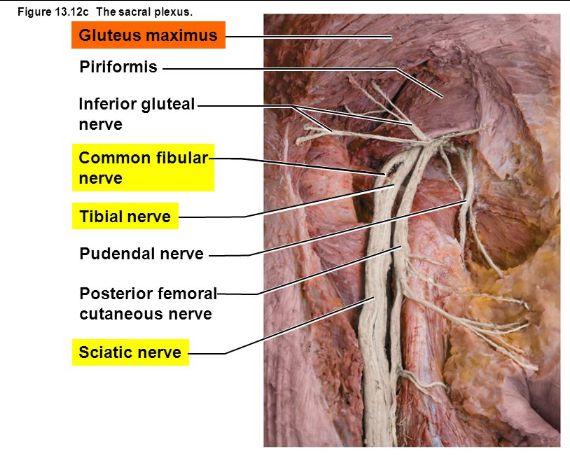 Figure 13.12c The sacral plexus.
Gluteus maximus
Piriformis
Inferior gluteal
nerve
Common fibular
nerve
Tibial nerve
Pudendal nerve
Posterior femoral
cutaneous nerve
Sciatic nerve